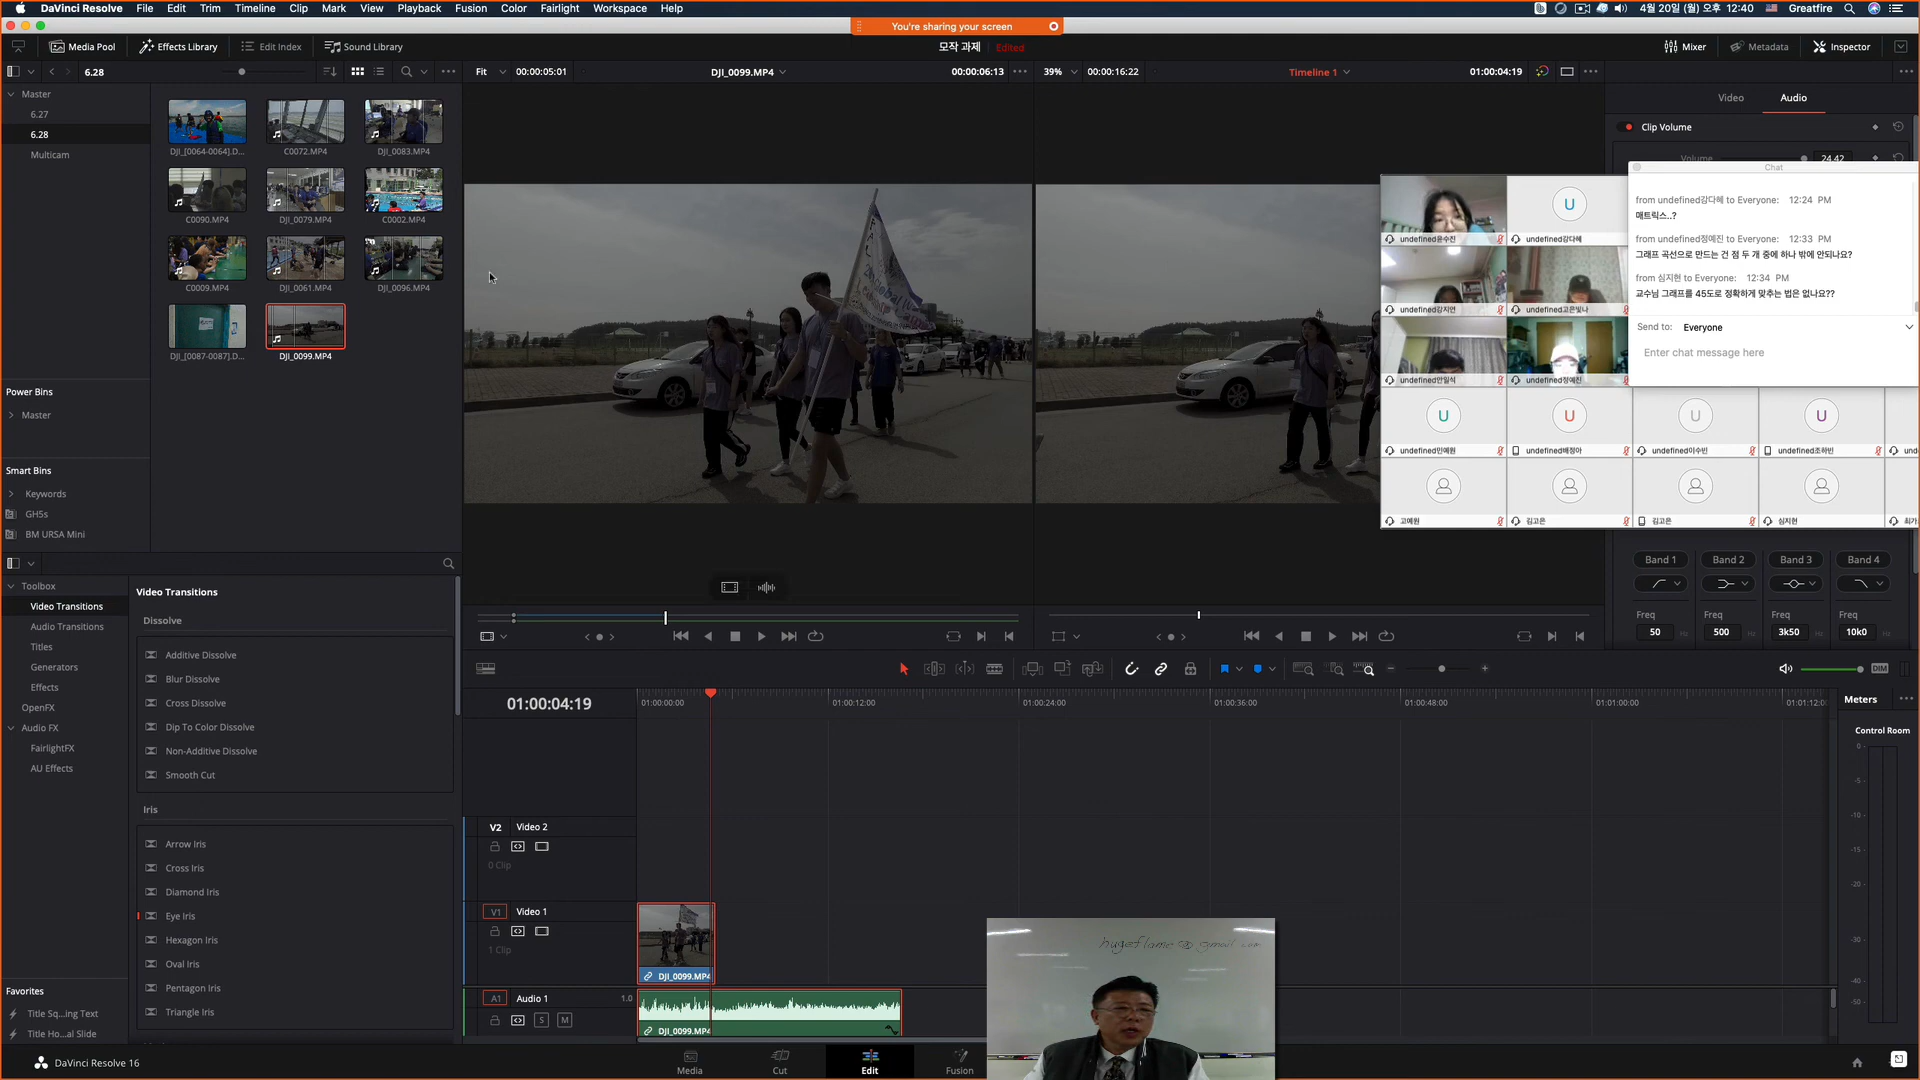 DaVinci Resolve File Edit Trim Timeline Clip Mark View Playback Fusion Color Fairlight Workspace Help
4월 20일 (월) 오후 12:40 Greatfire
You're sharing your screen
Media Pool Effects Library Edit Index Sound Library
모작 과제 Edited
Mixer Metadata Inspector
6.28
Fit 00:00:05:01 DJI_0099.MP4 00:00:06:13
39% 00:00:16:22 Timeline 1 01:00:04:19
Master
6.27
6.28
Multicam
DJI_[0064-0064].D... C0072.MP4 DJI_0083.MP4
C0090.MP4 DJI_0079.MP4 C0002.MP4
C0009.MP4 DJI_0061.MP4 DJI_0096.MP4
DJI_[0087-0087].D... DJI_0099.MP4
Power Bins
Master
Smart Bins
Keywords
GH5s
BM URSA Mini
Video Audio
Clip Volume
Volume 24.42
Chat
from undefined강다혜 to Everyone: 12:24 PM
매트릭스..?
from undefined정예진 to Everyone: 12:33 PM
그래프 곡선으로 만드는 건 점 두 개 중에 하나 밖에 안되나요?
from 심지현 to Everyone: 12:34 PM
교수님 그래프를 45도로 정확하게 맞추는 법은 없나요??
Send to: Everyone
Enter chat message here
U
undefined윤수진 undefined강다혜
undefined강지연 undefined고은빛나
undefined안일식 undefined정예진
U U U U
undefined민예원 undefined배정아 undefined이수빈 undefined조하빈
고예원 김고은 김고은 심지현
Band 1 Band 2 Band 3 Band 4
Freq Freq Freq Freq
50 Hz 500 Hz 3k50 Hz 10k0 Hz
Toolbox
Video Transitions
Audio Transitions
Titles
Generators
Effects
OpenFX
Audio FX
FairlightFX
AU Effects
Favorites
Title Sq...ing Text
Title Ho...al Slide
Video Transitions
Dissolve
Additive Dissolve
Blur Dissolve
Cross Dissolve
Dip To Color Dissolve
Non-Additive Dissolve
Smooth Cut
Iris
Arrow Iris
Cross Iris
Diamond Iris
Eye Iris
Hexagon Iris
Oval Iris
Pentagon Iris
Triangle Iris
DIM
01:00:04:19
01:00:00:00 01:00:12:00 01:00:24:00 01:00:36:00 01:00:48:00 01:01:00:00 01:01:12:0
V2 Video 2
0 Clip
V1 Video 1
1 Clip
DJI_0099.MP4
A1 Audio 1 1.0
S M
DJI_0099.MP4
Meters
Control Room
0
-5
-10
-15
-20
-30
-40
-50
hugeflame@gmail.com
DaVinci Resolve 16
Media Cut Edit Fusion